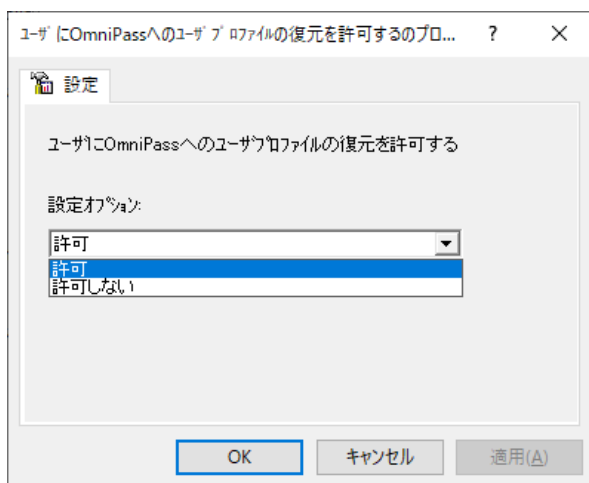 ﾕｰｻﾞにOmniPassへのﾕｰｻﾞﾌﾟﾛﾌｧｲﾙの復元を許可するのプロ...
?
×
設定
ﾕｰｻﾞにOmniPassへのﾕｰｻﾞﾌﾟﾛﾌｧｲﾙの復元を許可する
設定ｵﾌﾟｼｮﾝ:
許可
許可
許可しない
OK
キャンセル
適用(A)